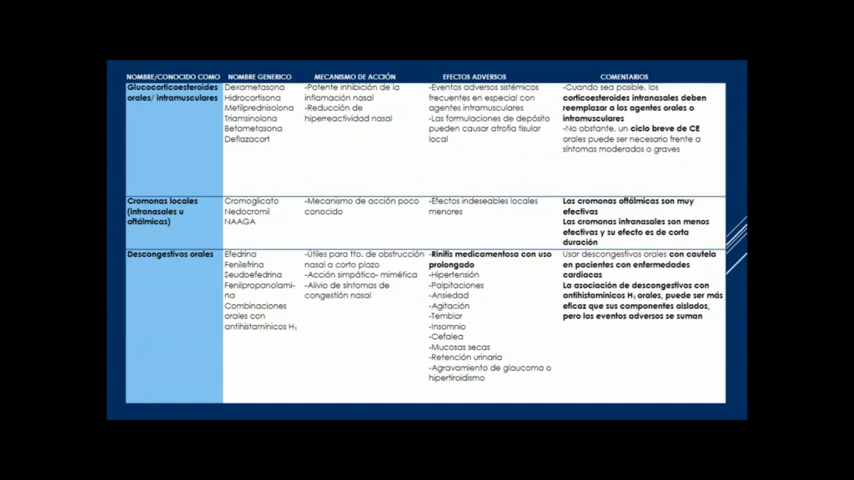 NOMBRE/CONOCIDO COMO NOMBRE GENERICO MECANISMO DE ACCIÓN EFECTOS ADVERSOS COMENTARIOS
Glucocorticoesteroides
orales/ intramusculares
Dexametasona
Hidrocortisona
Metilprednisolona
Triamsinolona
Betametasona
Deflazacort
-Potente inhibición de la
inflamación nasal
-Reducción de
hiperreactividad nasal
-Eventos adversos sistémicos
frecuentes en especial con
agentes intramusculares
-Las formulaciones de depósito
pueden causar atrofia tisular
local
-Cuando sea posible, los
corticoesteroides intranasales deben
reemplazar a los agentes orales o
intramusculares
-No obstante, un ciclo breve de CE
orales puede ser necesario frente a
síntomas moderados o graves
Cromonas locales
(intranasales u
oftálmicas)
Cromoglicato
Nedocromil
NAAGA
-Mecanismo de acción poco
conocido
-Efectos indeseables locales
menores
Las cromonas oftálmicas son muy
efectivas
Las cromonas intranasales son menos
efectivas y su efecto es de corta
duración
Descongestivos orales
Efedrina
Fenilefrina
Seudoefedrina
Fenilpropanolami-
na
Combinaciones
orales con
antihistamínicos H1
-Útiles para tto. de obstrucción
nasal a corto plazo
-Acción simpático- mimética
-Alivio de síntomas de
congestión nasal
-Rinitis medicamentosa con uso
prolongado
-Hipertensión
-Palpitaciones
-Ansiedad
-Agitación
-Temblor
-Insomnio
-Cefalea
-Mucosas secas
-Retención urinaria
-Agravamiento de glaucoma o
hipertiroidismo
Usar descongestivos orales con cautela
en pacientes con enfermedades
cardiacas
La asociación de descongestivos con
antihistamínicos H1 orales, puede ser más
eficaz que sus componentes aislados,
pero los eventos adversos se suman